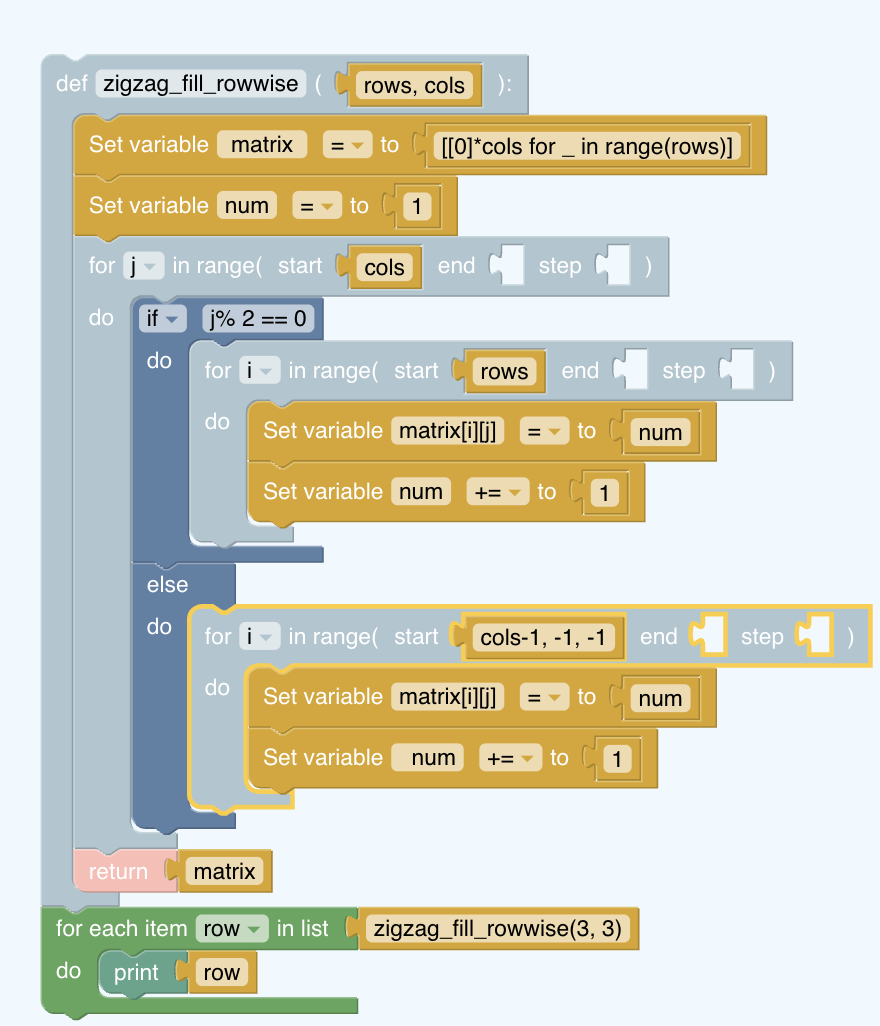 def zigzag_fill_rowwise ( rows, cols ):
Set variable matrix = to [[0]*cols for _ in range(rows)]
Set variable num = to 1
for j in range( start cols end step )
do if j% 2 == 0
do for i in range( start rows end step )
do Set variable matrix[i][j] = to num
Set variable num += to 1
else
do for i in range( start cols-1, -1, -1 end step )
do Set variable matrix[i][j] = to num
Set variable num += to 1
return matrix
for each item row in list zigzag_fill_rowwise(3, 3)
do print row